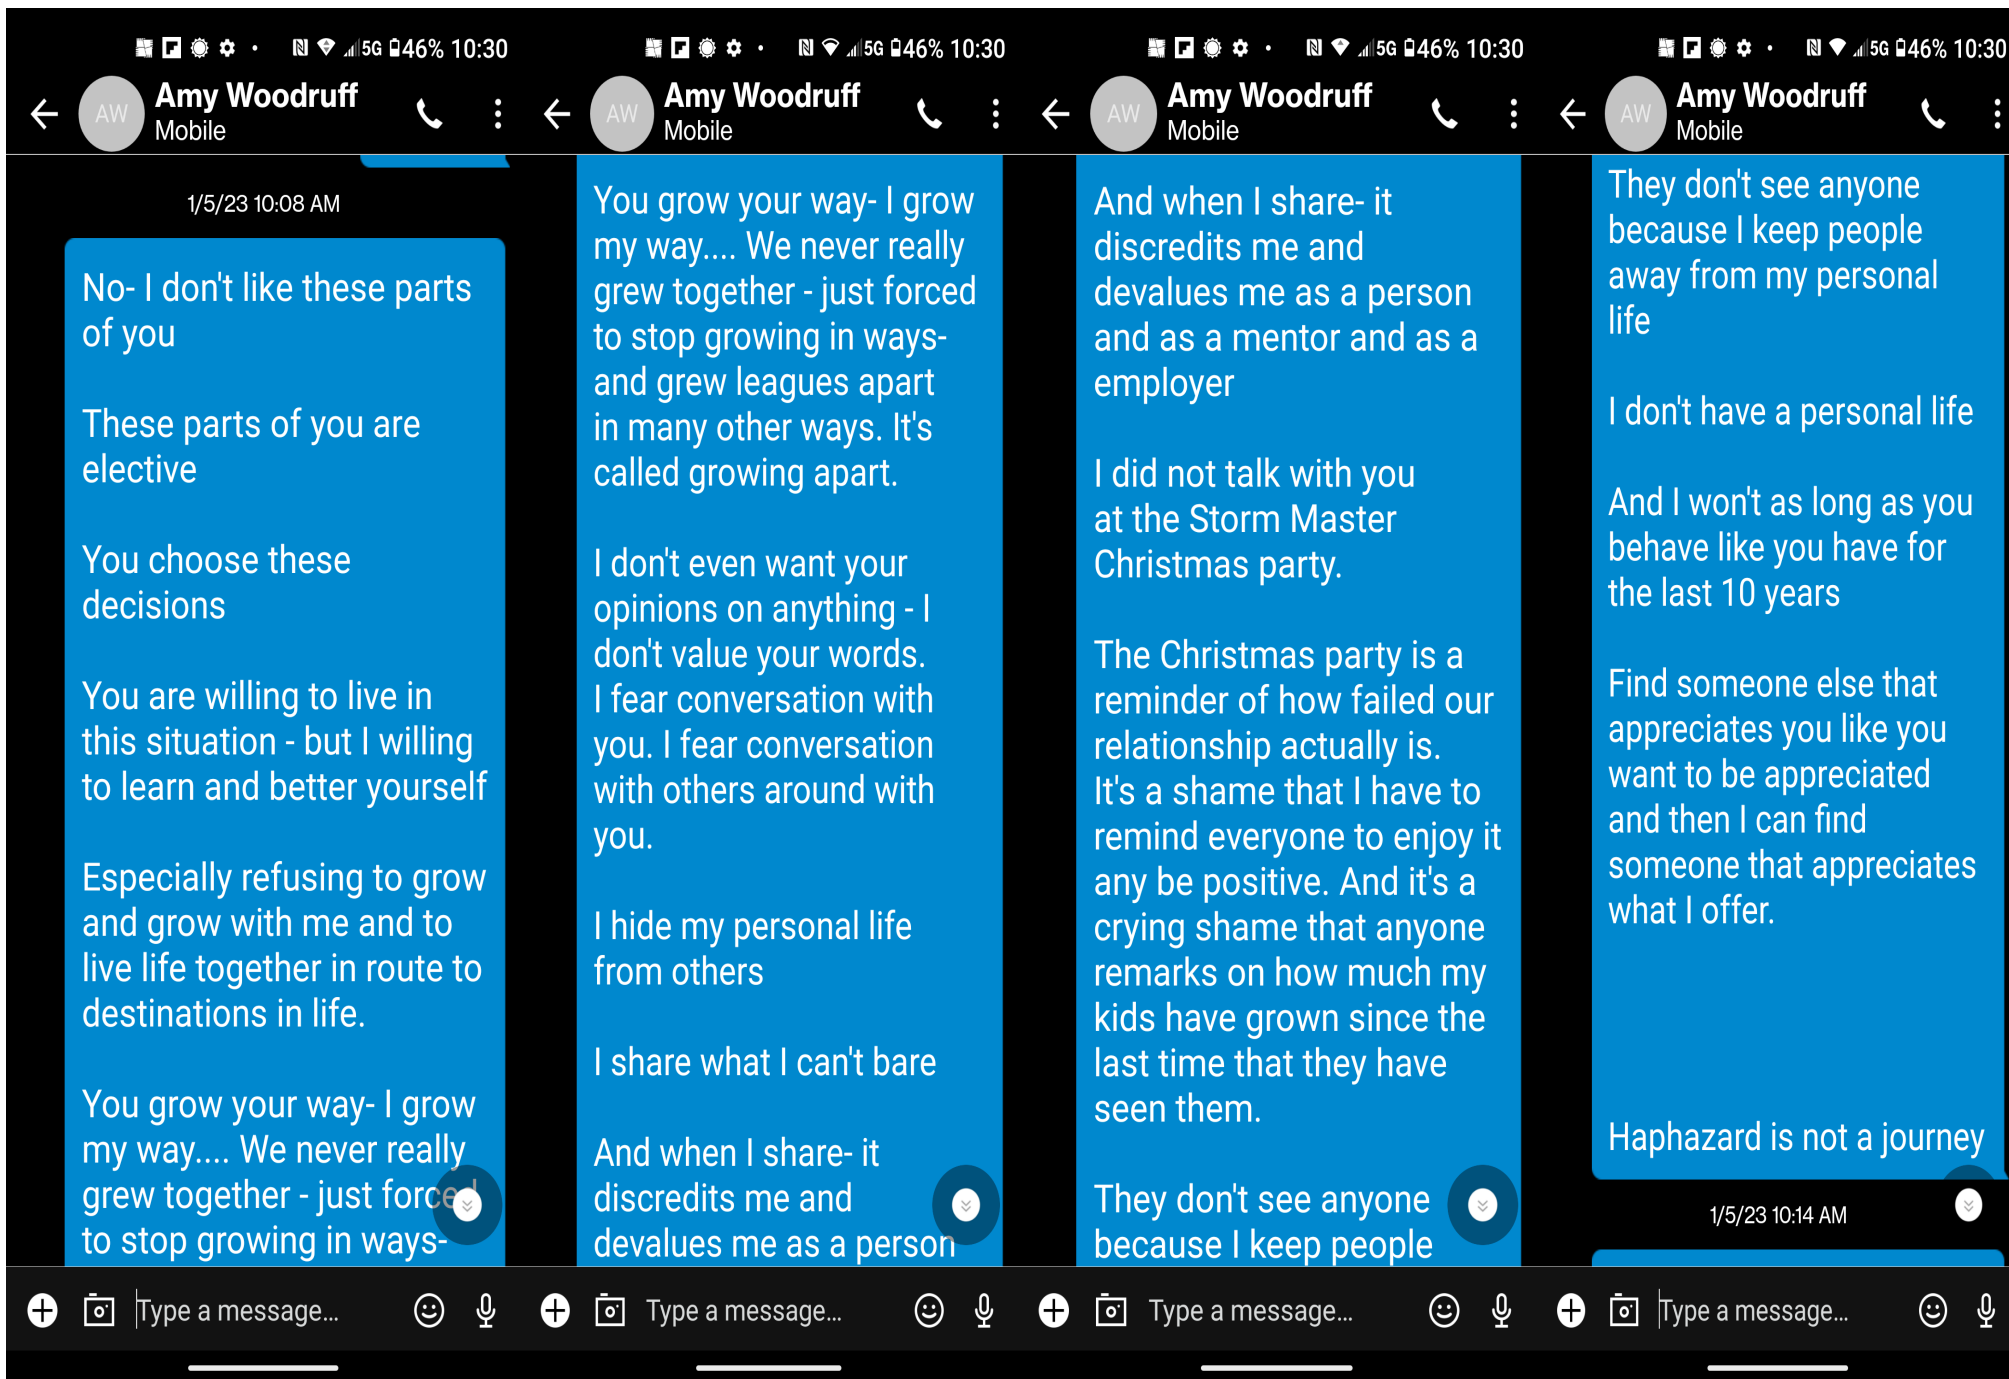 5G 46% 10:30
AW
Amy Woodruff
Mobile
1/5/23 10:08 AM
No- I don't like these parts
of you
These parts of you are
elective
You choose these
decisions
You are willing to live in
this situation - but I willing
to learn and better yourself
Especially refusing to grow
and grow with me and to
live life together in route to
destinations in life.
You grow your way- I grow
my way.... We never really
grew together - just forced
to stop growing in ways-
Type a message...
5G 46% 10:30
AW
Amy Woodruff
Mobile
You grow your way- I grow
my way.... We never really
grew together - just forced
to stop growing in ways-
and grew leagues apart
in many other ways. It's
called growing apart.
I don't even want your
opinions on anything - I
don't value your words.
I fear conversation with
you. I fear conversation
with others around with
you.
I hide my personal life
from others
I share what I can't bare
And when I share- it
discredits me and
devalues me as a person
Type a message...
5G 46% 10:30
AW
Amy Woodruff
Mobile
And when I share- it
discredits me and
devalues me as a person
and as a mentor and as a
employer
I did not talk with you
at the Storm Master
Christmas party.
The Christmas party is a
reminder of how failed our
relationship actually is.
It's a shame that I have to
remind everyone to enjoy it
any be positive. And it's a
crying shame that anyone
remarks on how much my
kids have grown since the
last time that they have
seen them.
They don't see anyone
because I keep people
Type a message...
5G 46% 10:30
AW
Amy Woodruff
Mobile
They don't see anyone
because I keep people
away from my personal
life
I don't have a personal life
And I won't as long as you
behave like you have for
the last 10 years
Find someone else that
appreciates you like you
want to be appreciated
and then I can find
someone that appreciates
what I offer.
Haphazard is not a journey
1/5/23 10:14 AM
Type a message...